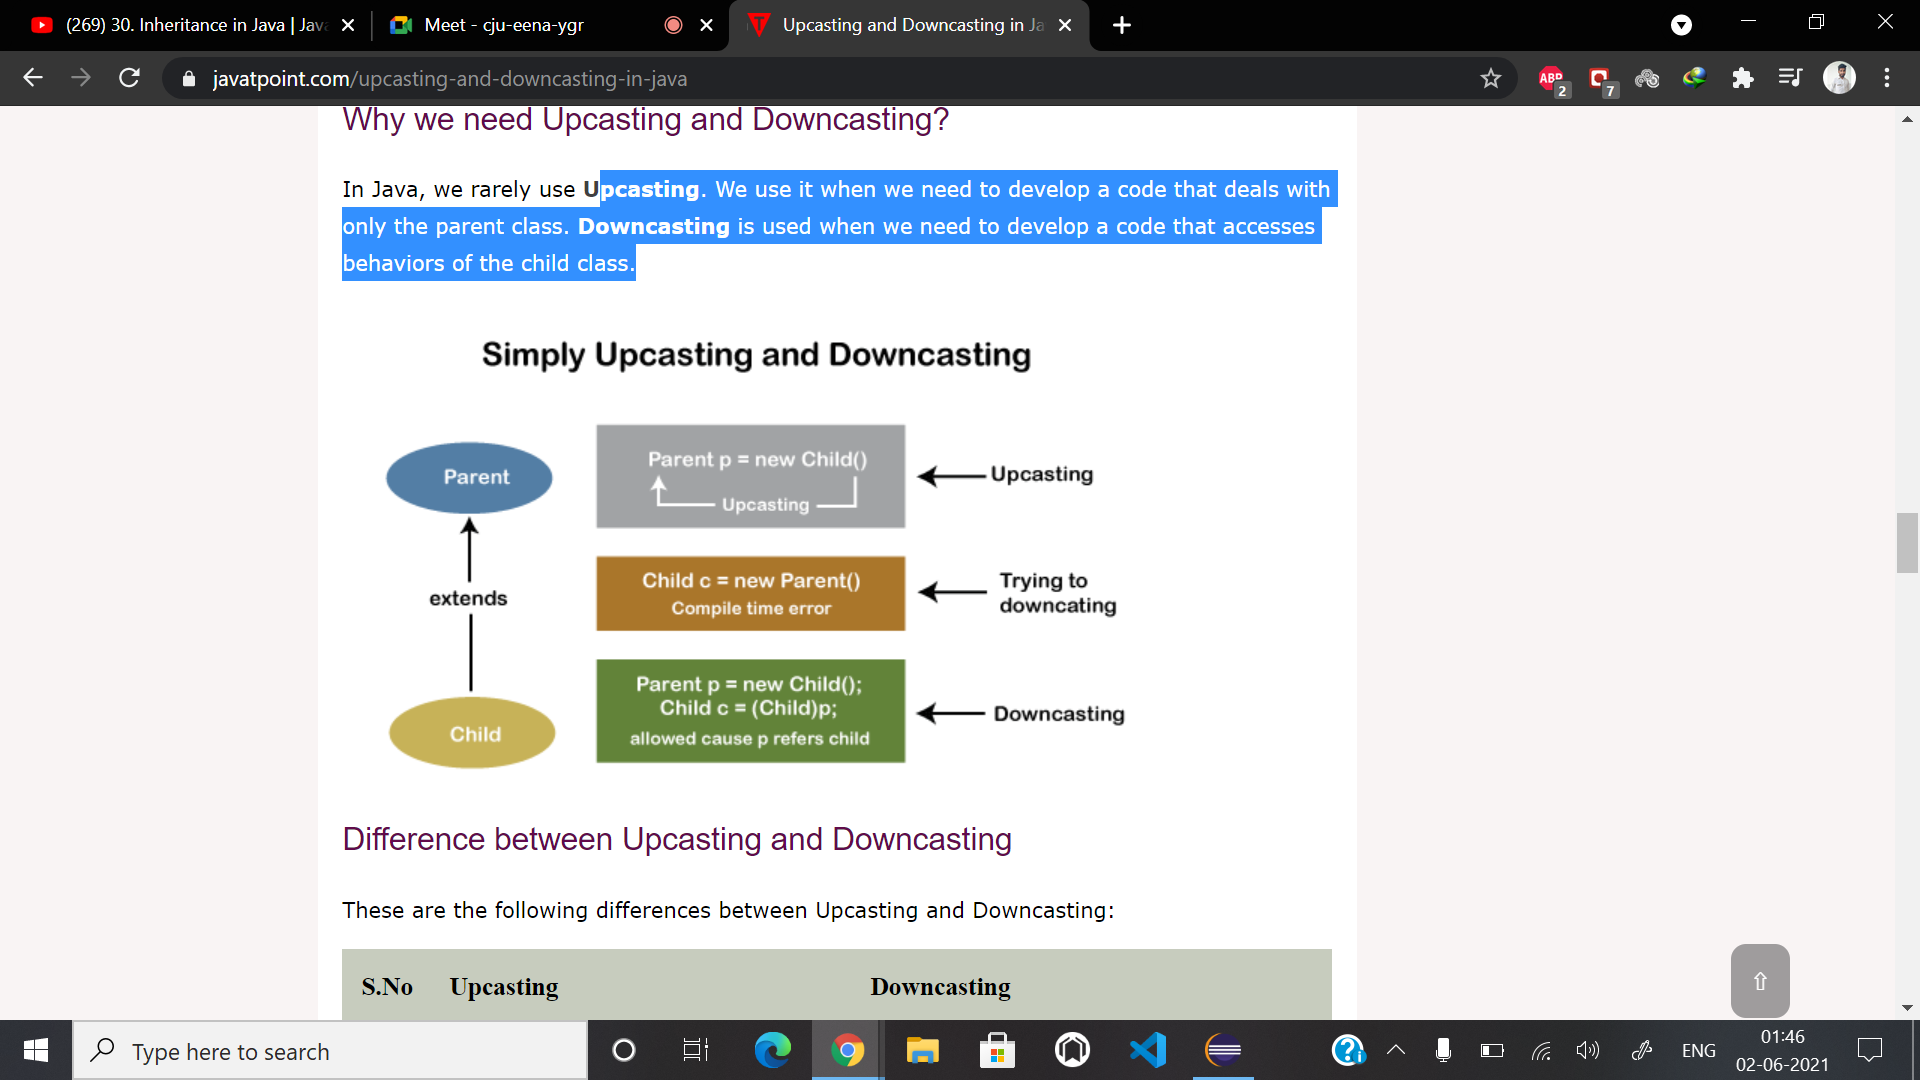 (269) 30. Inheritance in Java | Java
Meet - cju-eena-ygr
Upcasting and Downcasting in Ja
javatpoint.com/upcasting-and-downcasting-in-java
ABP
2
7
Why we need Upcasting and Downcasting?
In Java, we rarely use Upcasting. We use it when we need to develop a code that deals with
only the parent class. Downcasting is used when we need to develop a code that accesses
behaviors of the child class.
Simply Upcasting and Downcasting
Parent
extends
Child
Parent p = new Child()
Upcasting
Upcasting
Child c = new Parent()
Compile time error
Trying to
downcating
Parent p = new Child();
Child c = (Child)p;
allowed cause p refers child
Downcasting
Difference between Upcasting and Downcasting
These are the following differences between Upcasting and Downcasting:
S.No Upcasting Downcasting
Type here to search
ENG
01:46
02-06-2021